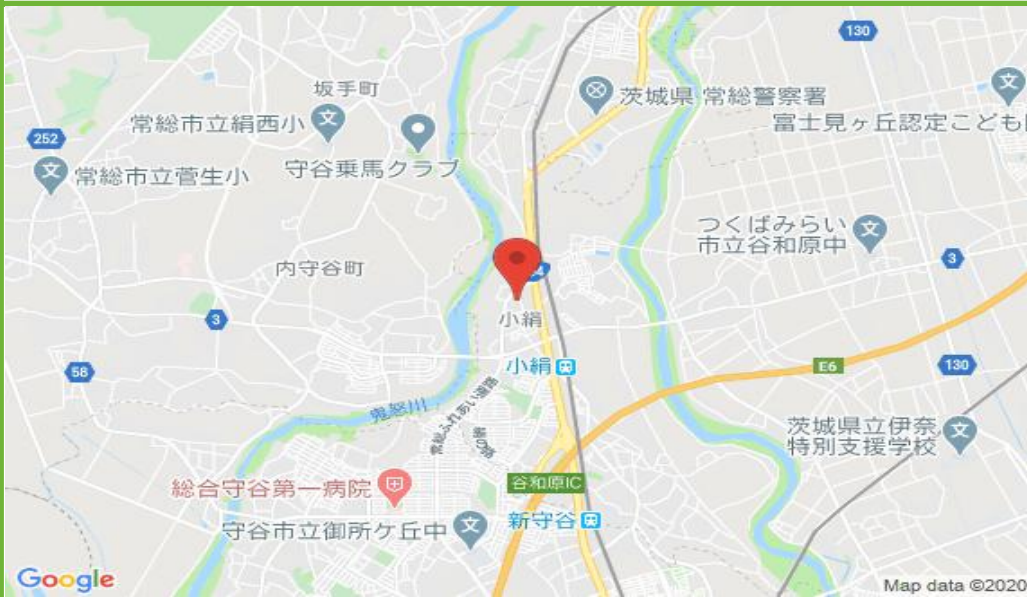 130
坂手町
茨城県 常総警察署
常総市立絹西小
富士見ヶ丘認定こども
252
守谷乗馬クラブ
常総市立菅生小
つくばみらい
市立谷和原中
3
内守谷町
小絹
3
小絹
E6
130
58
鬼怒川
茨城県立伊奈
特別支援学校
総合守谷第一病院
谷和原IC
新守谷
守谷市立御所ケ丘中
Google
Map data ©2020